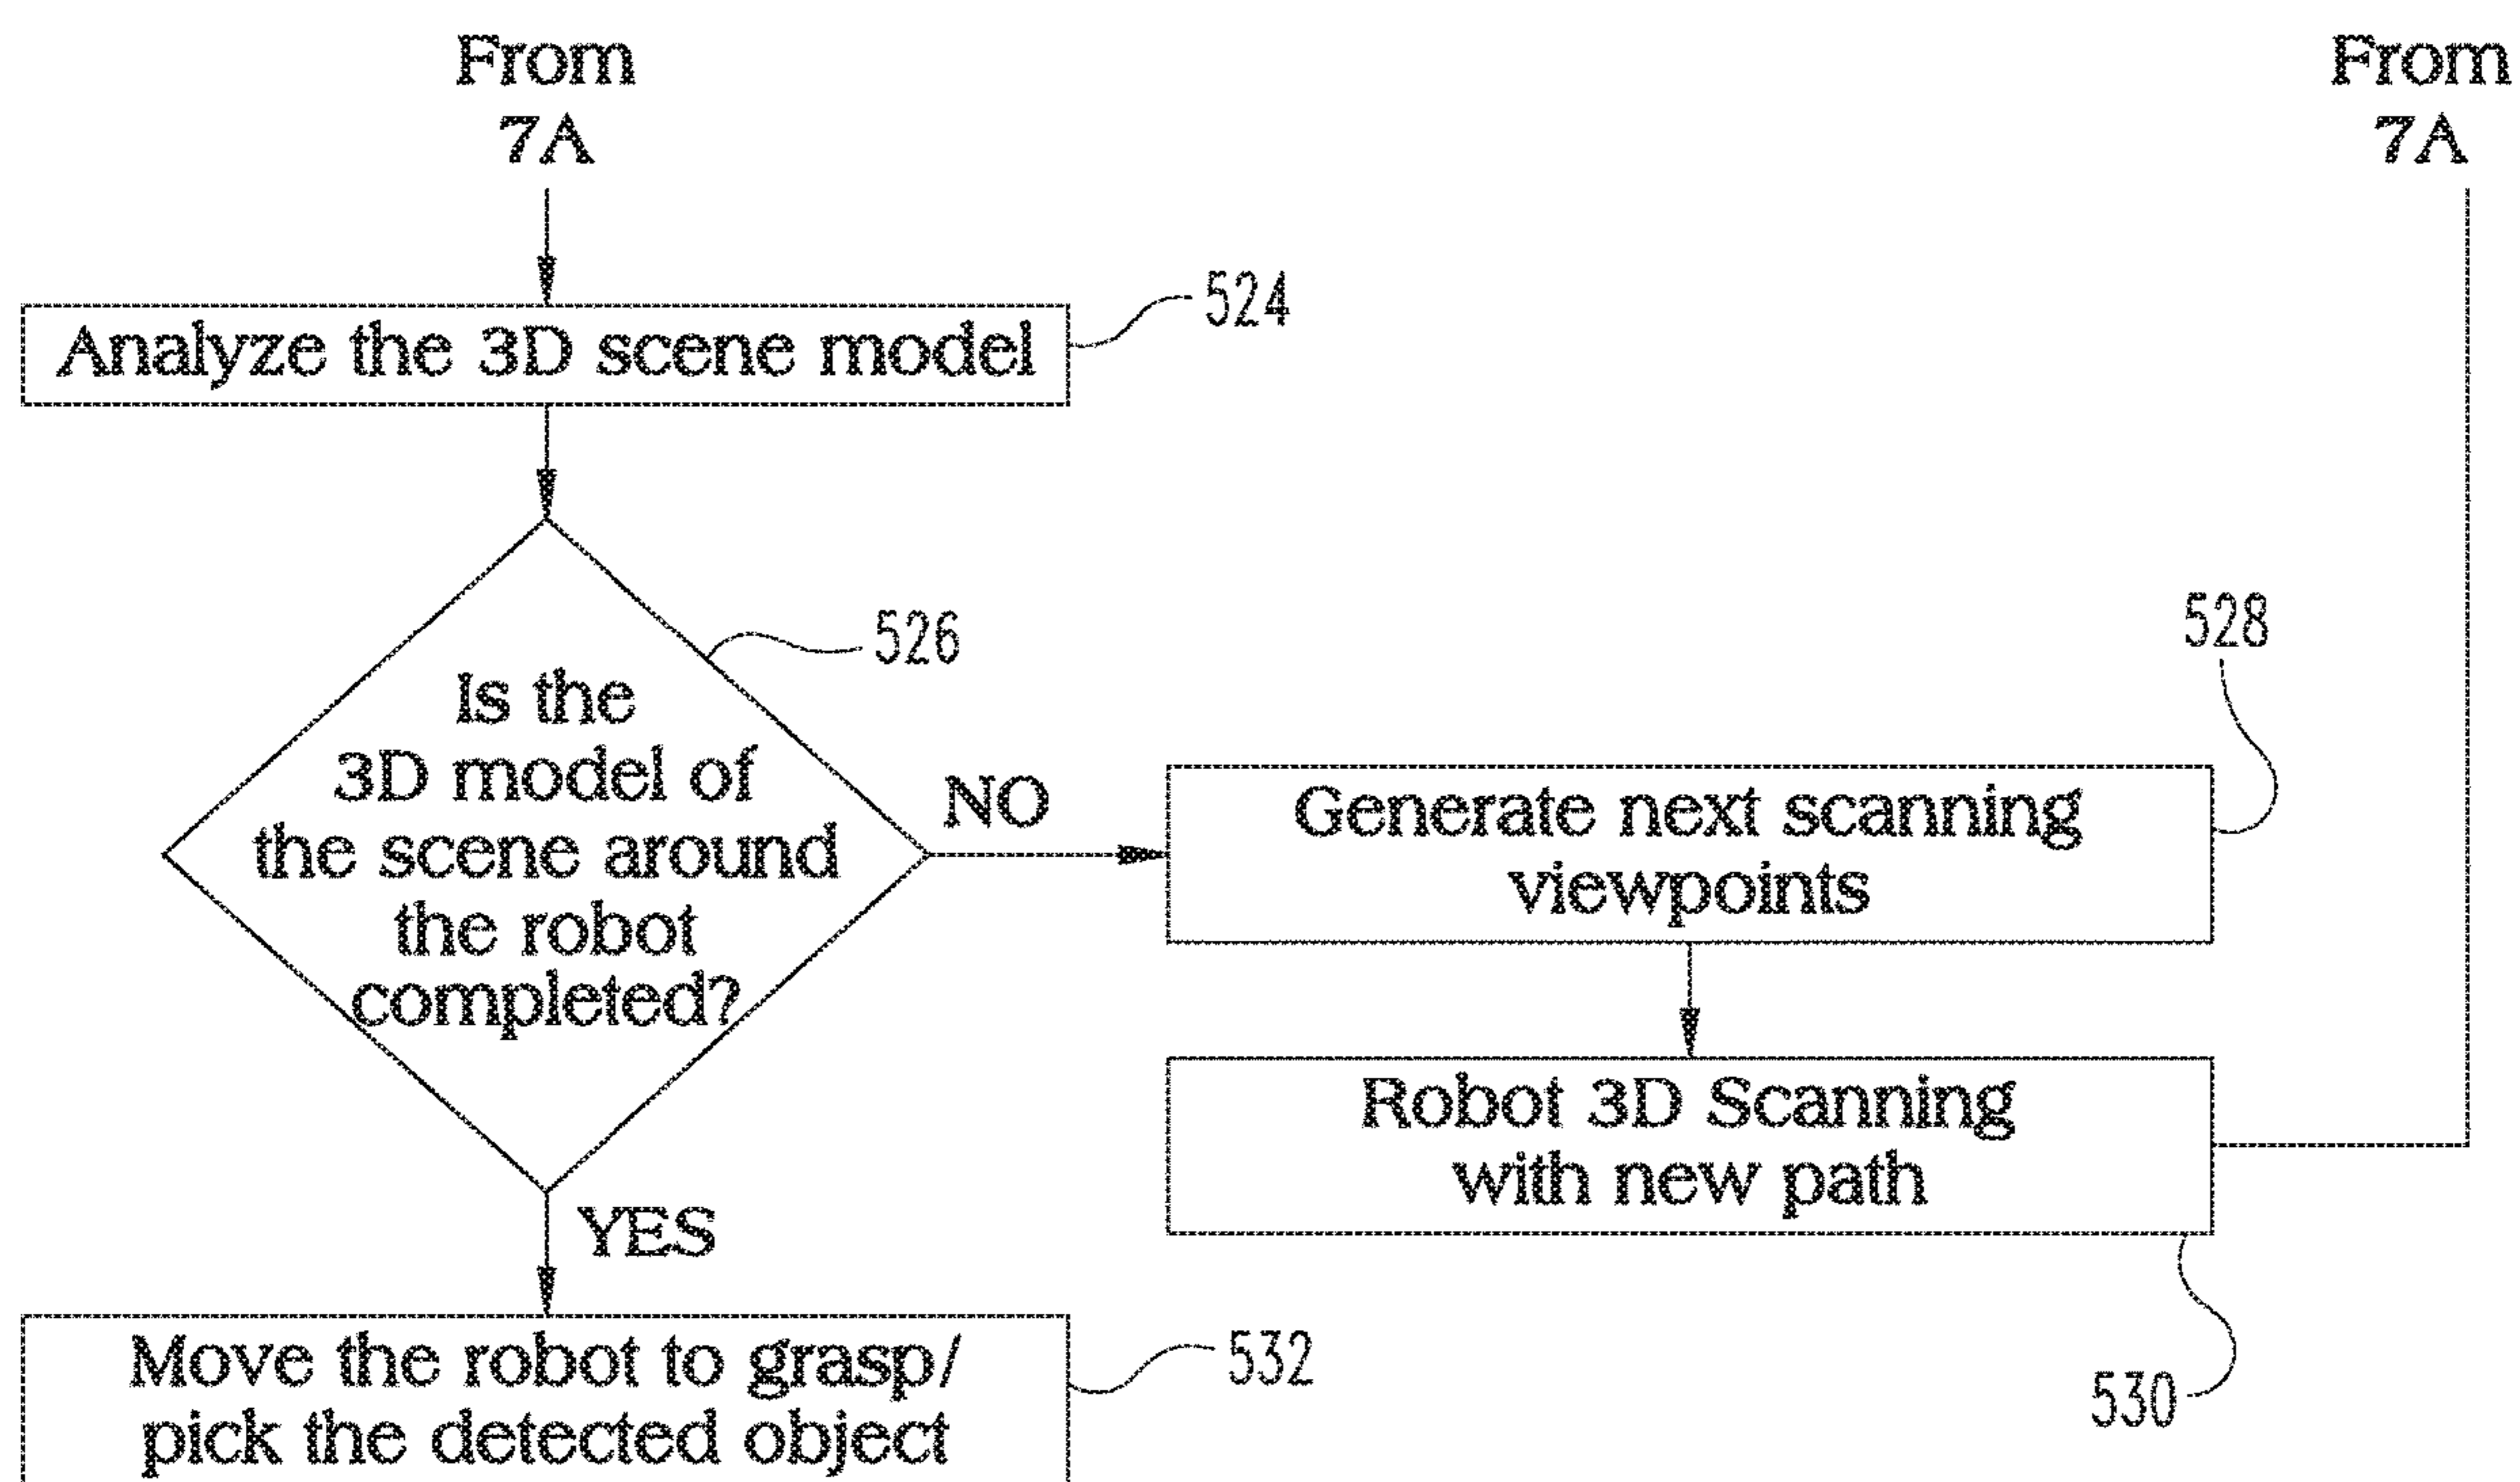 From
7A
From
7A
524
Analyze the 3D scene model
526
Is the
3D model of
the scene around
the robot
completed?
NO
528
Generate next scanning
viewpoints
Robot 3D Scanning
with new path
530
YES
532
Move the robot to grasp/
pick the detected object